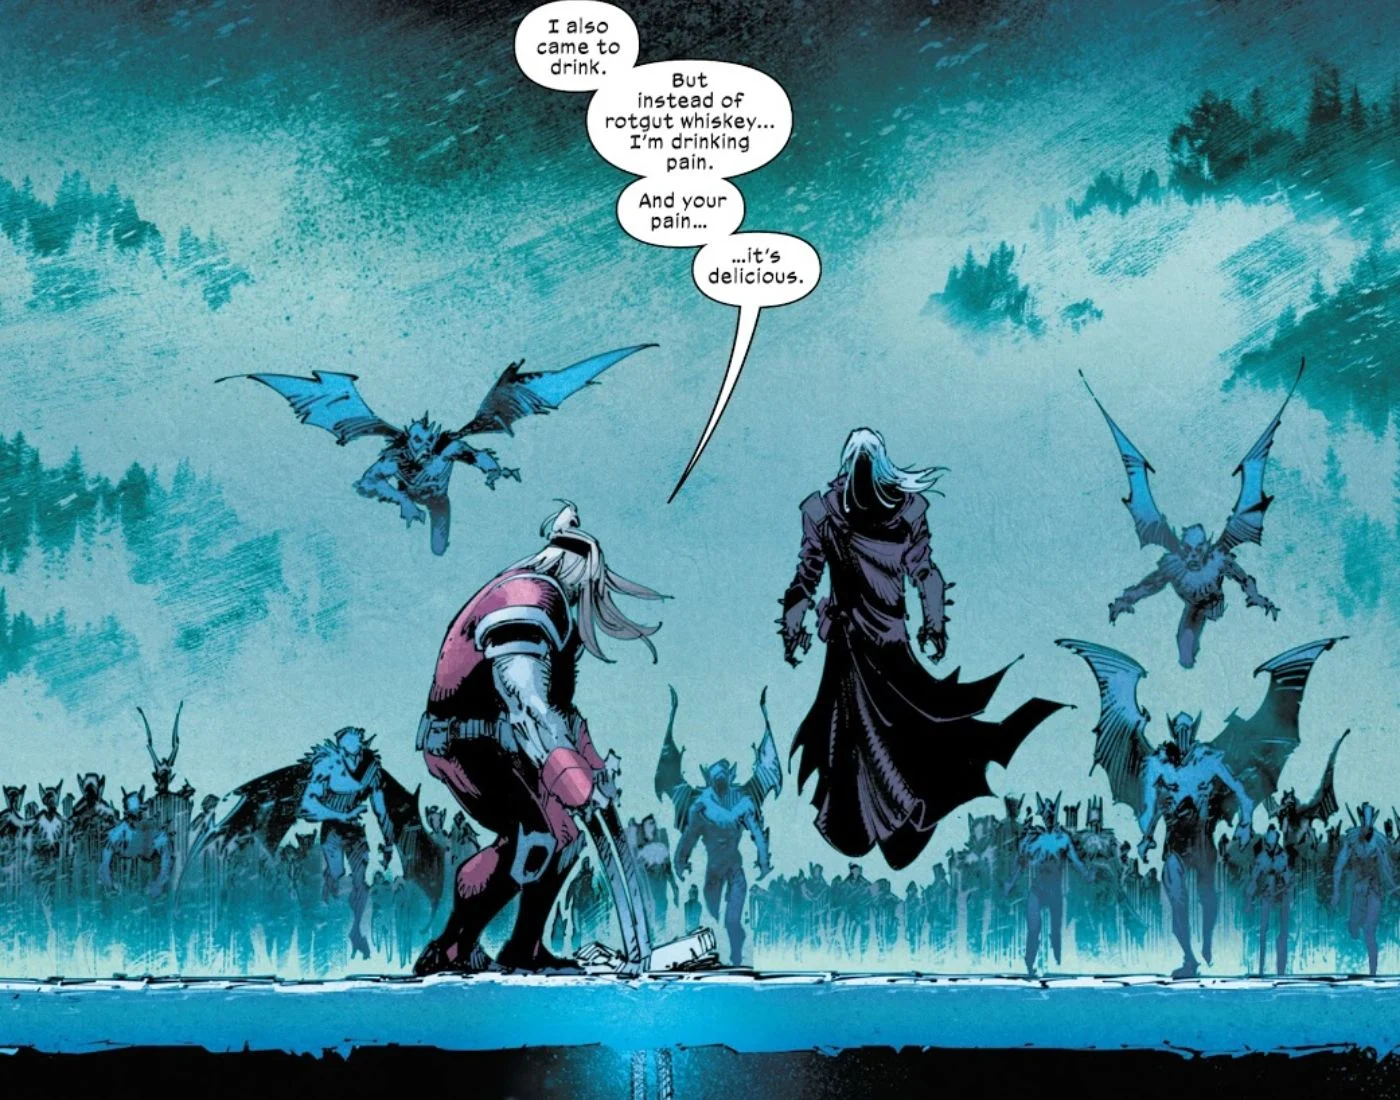 I also
came to
drink.
But
instead of
rotgut whiskey...
I'm drinking
pain.
And your
pain...
...it's
delicious.